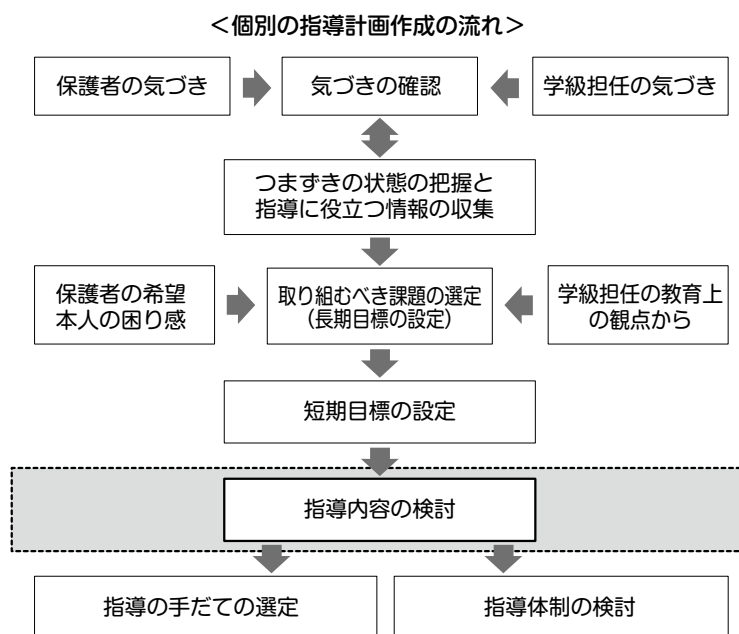 ＜個別の指導計画作成の流れ＞
保護者の気づき
気づきの確認
学級担任の気づき
つまずきの状態の把握と
指導に役立つ情報の収集
保護者の希望
本人の困り感
取り組むべき課題の選定
（長期目標の設定）
学級担任の教育上
の観点から
短期目標の設定
指導内容の検討
指導の手だての選定
指導体制の検討